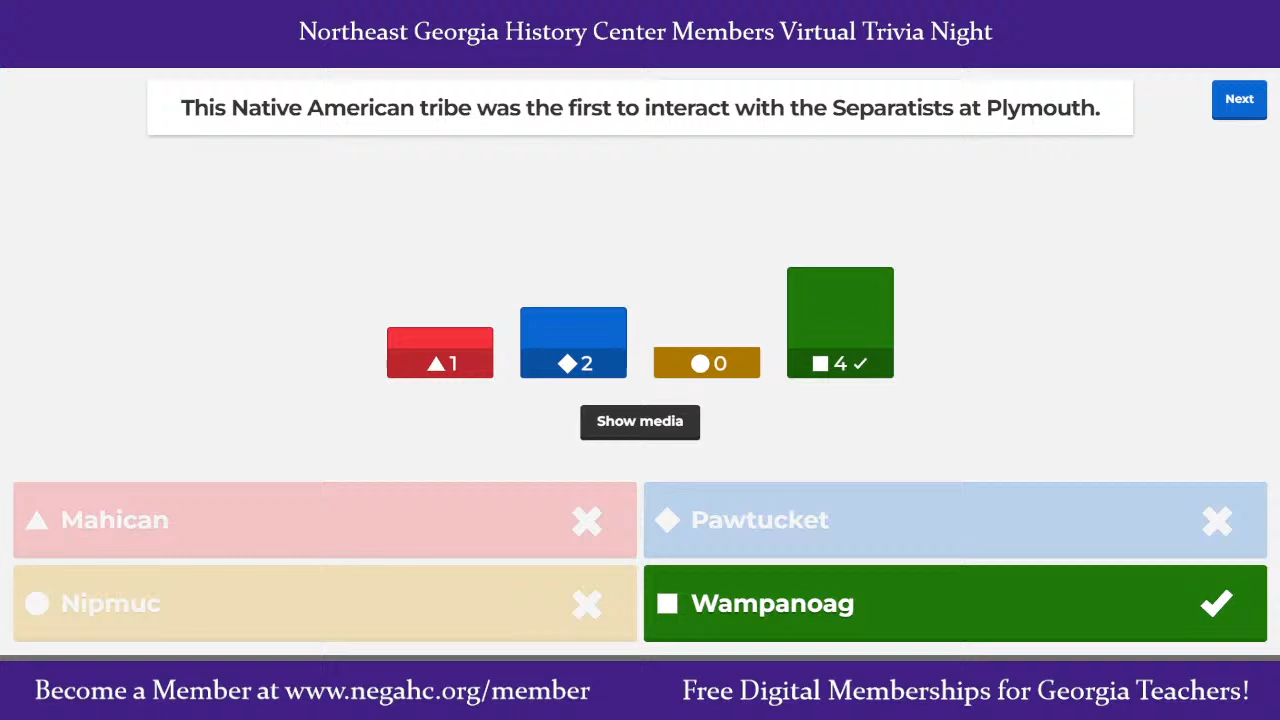 Northeast Georgia History Center Members Virtual Trivia Night
This Native American tribe was the first to interact with the Separatists at Plymouth.
Next
1
2
0
4
Show media
Mahican
Pawtucket
Nipmuc
Wampanoag
Become a Member at www.negahc.org/member
Free Digital Memberships for Georgia Teachers!